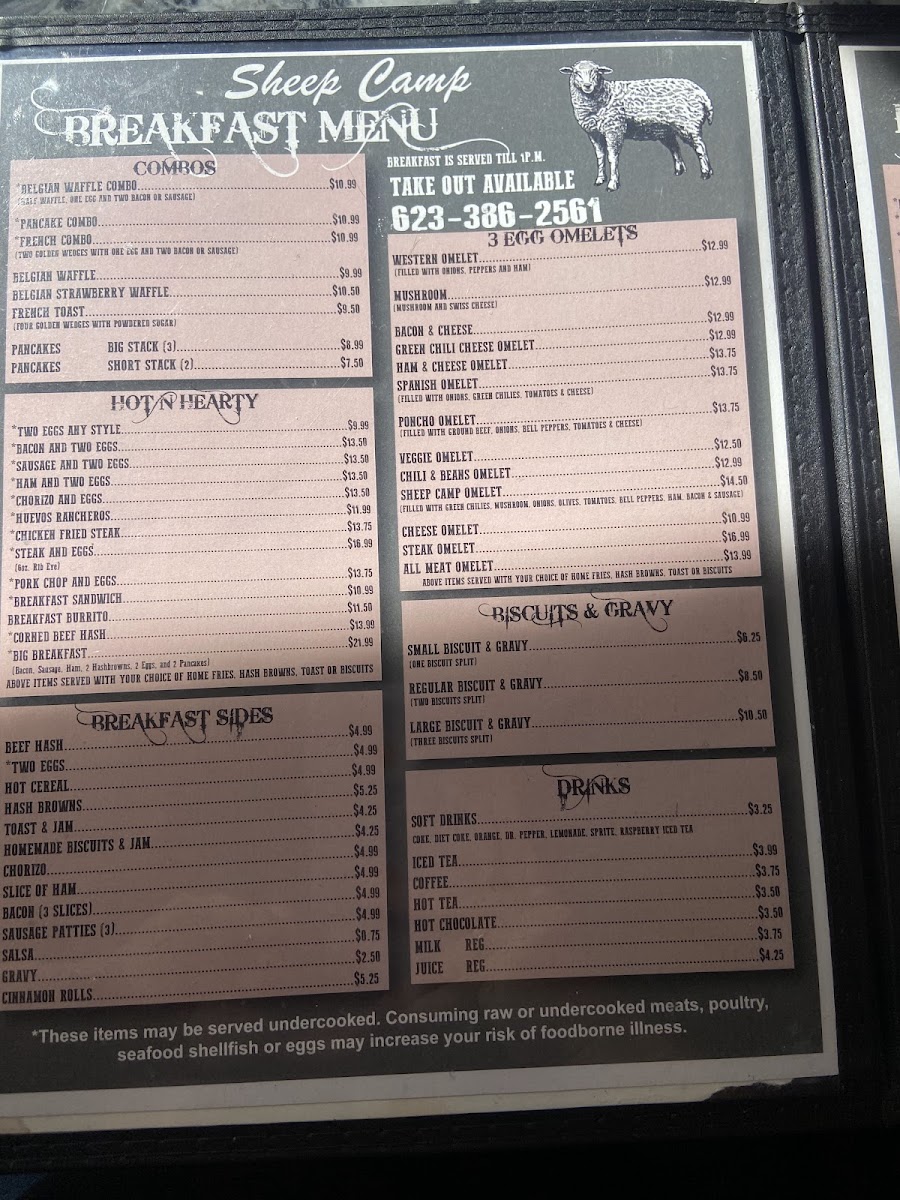 Sheep Camp
BREAKFAST MENU
COMBOS
*BELGIAN WAFFLE COMBO $10.99
(HALF WAFFLE, ONE EGG AND TWO BACON OR SAUSAGE)
*PANCAKE COMBO $10.99
*FRENCH COMBO $10.99
(TWO GOLDEN WEDGES WITH ONE EGG AND TWO BACON OR SAUSAGE)
BELGIAN WAFFLE $9.99
BELGIAN STRAWBERRY WAFFLE $10.50
FRENCH TOAST $9.50
(FOUR GOLDEN WEDGES WITH POWDERED SUGAR)
PANCAKES BIG STACK (3) $8.99
PANCAKES SHORT STACK (2) $7.50
HOT N HEARTY
*TWO EGGS ANY STYLE $9.99
*BACON AND TWO EGGS $13.50
*SAUSAGE AND TWO EGGS $13.50
*HAM AND TWO EGGS $13.50
*CHORIZO AND EGGS $13.50
*HUEVOS RANCHEROS $11.99
*CHICKEN FRIED STEAK $13.75
*STEAK AND EGGS $16.99
(6oz. Rib Eye)
*PORK CHOP AND EGGS $13.75
*BREAKFAST SANDWICH $10.99
BREAKFAST BURRITO $11.50
*CORNED BEEF HASH $13.99
*BIG BREAKFAST $21.99
(Bacon, Sausage, Ham, 2 Hashbrowns, 2 Eggs, and 2 Pancakes)
ABOVE ITEMS SERVED WITH YOUR CHOICE OF HOME FRIES, HASH BROWNS, TOAST OR BISCUITS
BREAKFAST SIDES
BEEF HASH $4.99
*TWO EGGS $4.99
HOT CEREAL $4.99
HASH BROWNS $5.25
TOAST & JAM $4.25
HOMEMADE BISCUITS & JAM $4.25
CHORIZO $4.99
SLICE OF HAM $4.99
BACON (3 SLICES) $4.99
SAUSAGE PATTIES (3) $4.99
SALSA $0.75
GRAVY $2.50
CINNAMON ROLLS $5.25
BREAKFAST IS SERVED TILL 1P.M.
TAKE OUT AVAILABLE
623-386-2561
3 EGG OMELETS
WESTERN OMELET $12.99
(FILLED WITH ONIONS, PEPPERS AND HAM)
MUSHROOM $12.99
(MUSHROOM AND SWISS CHEESE)
BACON & CHEESE $12.99
GREEN CHILI CHEESE OMELET $12.99
HAM & CHEESE OMELET $13.75
SPANISH OMELET $13.75
(FILLED WITH ONIONS, GREEN CHILIES, TOMATOES & CHEESE)
PONCHO OMELET $13.75
(FILLED WITH GROUND BEEF, ONIONS, BELL PEPPERS, TOMATOES & CHEESE)
VEGGIE OMELET $12.50
CHILI & BEANS OMELET $12.99
SHEEP CAMP OMELET $14.50
(FILLED WITH GREEN CHILIES, MUSHROOM, ONIONS, OLIVES, TOMATOES, BELL PEPPERS, HAM, BACON & SAUSAGE)
CHEESE OMELET $10.99
STEAK OMELET $16.99
ALL MEAT OMELET $13.99
ABOVE ITEMS SERVED WITH YOUR CHOICE OF HOME FRIES, HASH BROWNS, TOAST OR BISCUITS
BISCUITS & GRAVY
SMALL BISCUIT & GRAVY $6.25
(ONE BISCUIT SPLIT)
REGULAR BISCUIT & GRAVY $8.50
(TWO BISCUITS SPLIT)
LARGE BISCUIT & GRAVY $10.50
(THREE BISCUITS SPLIT)
DRINKS
SOFT DRINKS $3.25
COKE, DIET COKE, ORANGE, DR. PEPPER, LEMONADE, SPRITE, RASPBERRY ICED TEA
ICED TEA $3.99
COFFEE $3.75
HOT TEA $3.50
HOT CHOCOLATE $3.50
MILK REG $3.75
JUICE REG $4.25
*These items may be served undercooked. Consuming raw or undercooked meats, poultry,
seafood shellfish or eggs may increase your risk of foodborne illness.